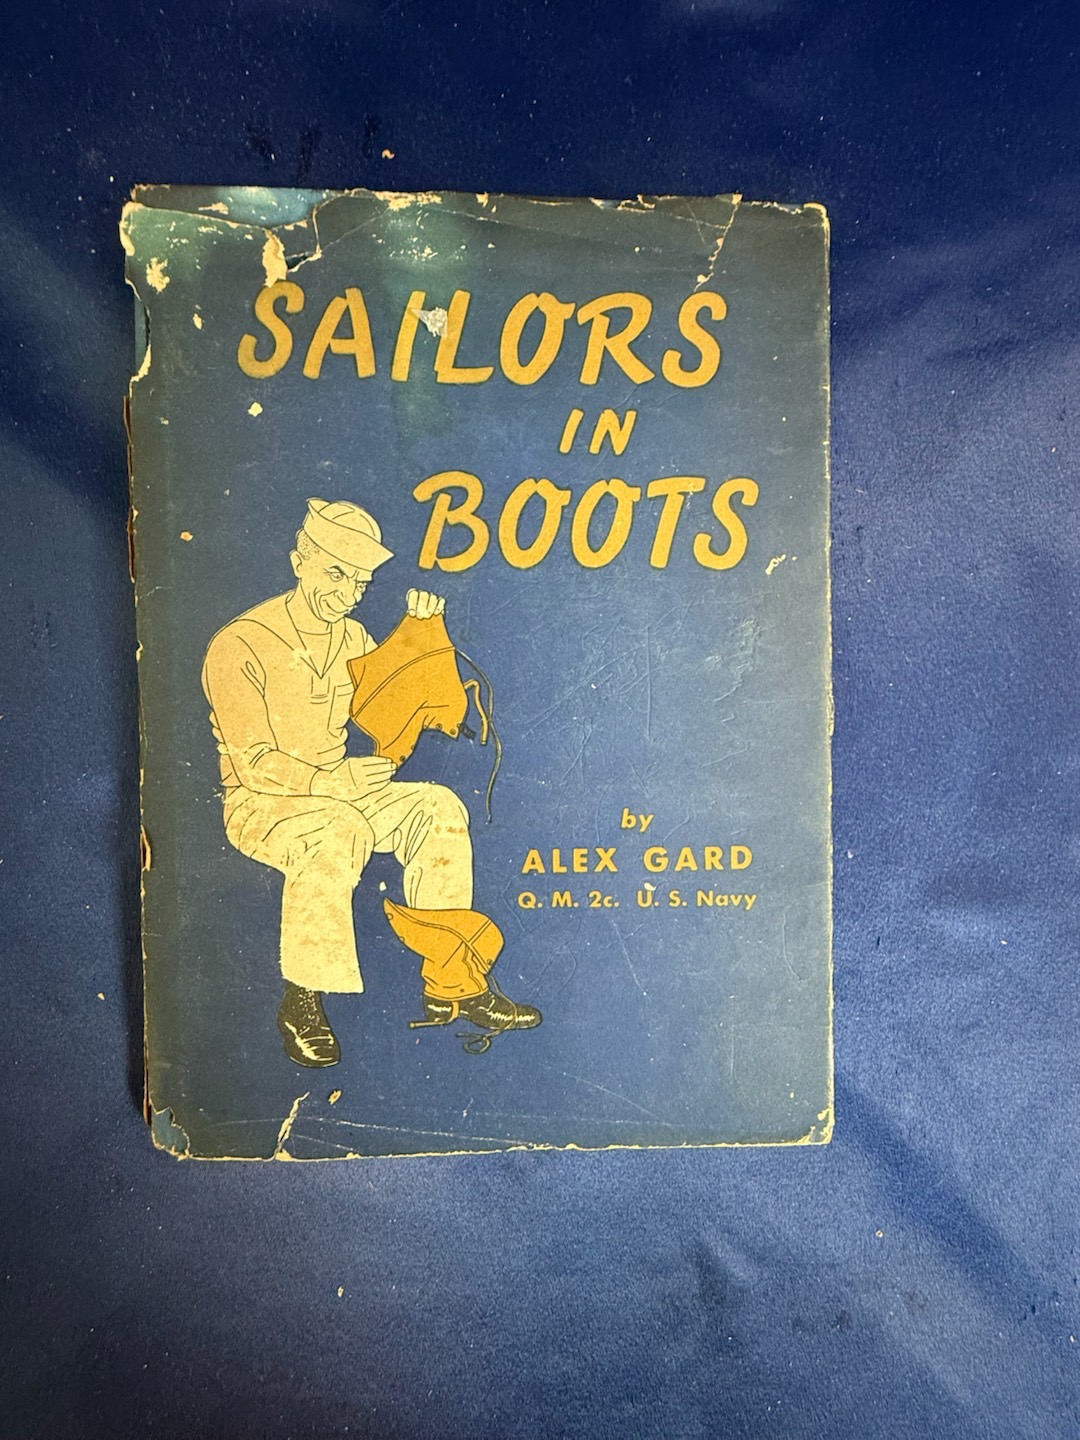 SAILORS
IN
BOOTS
by
ALEX GARD
Q. M. 2c. U. S. Navy